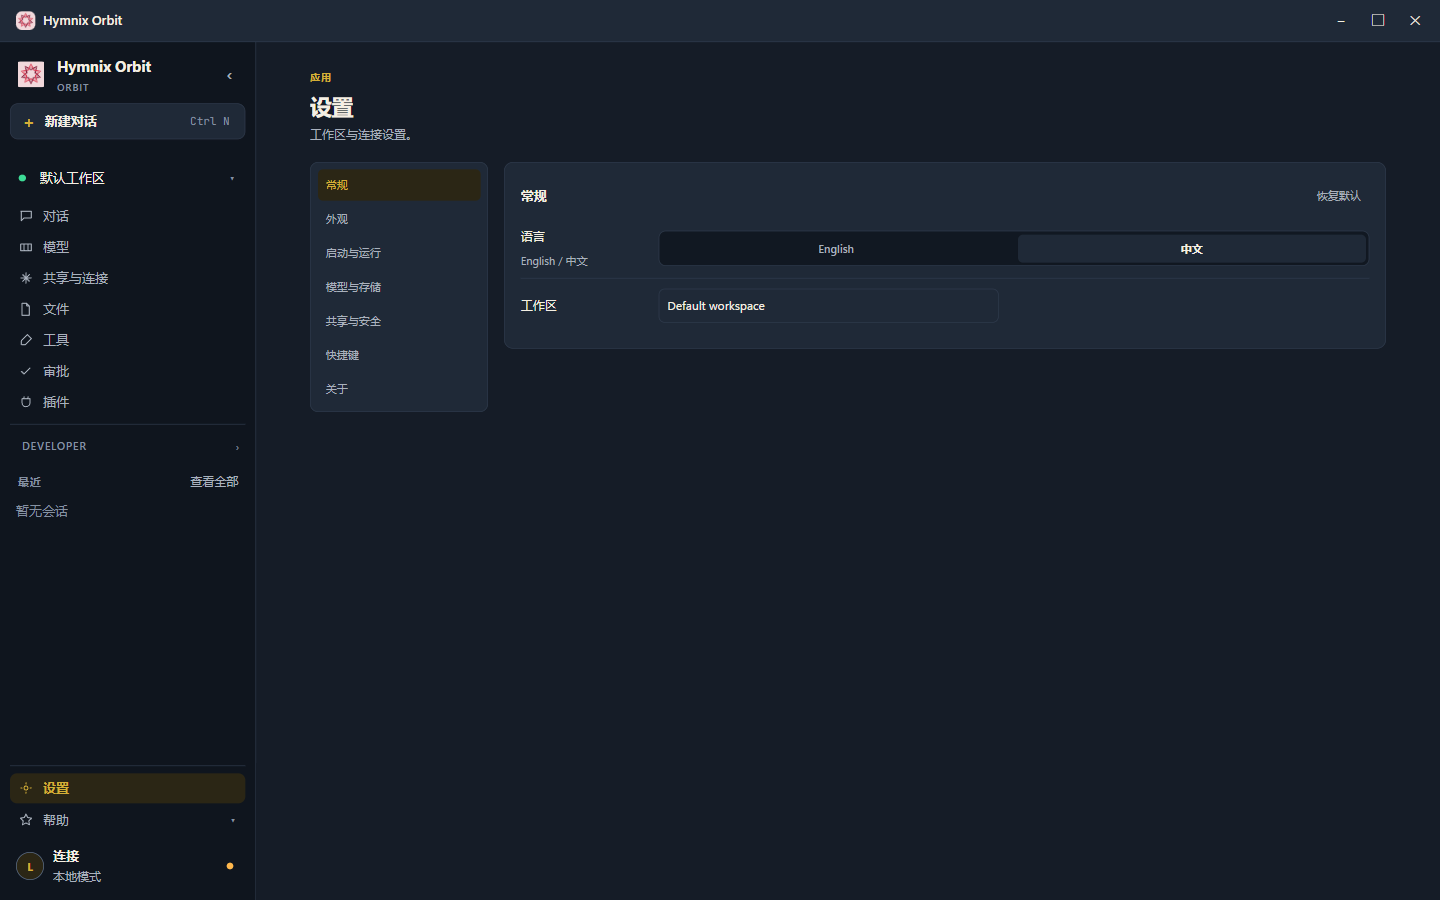 Hymnix Orbit
Hymnix Orbit
ORBIT
新建对话 Ctrl N
默认工作区
对话
模型
共享与连接
文件
工具
审批
插件
DEVELOPER
最近 查看全部
暂无会话
设置
帮助
L
连接
本地模式
应用
设置
工作区与连接设置。
常规
外观
启动与运行
模型与存储
共享与安全
快捷键
关于
常规 恢复默认
语言
English / 中文
English 中文
工作区 Default workspace